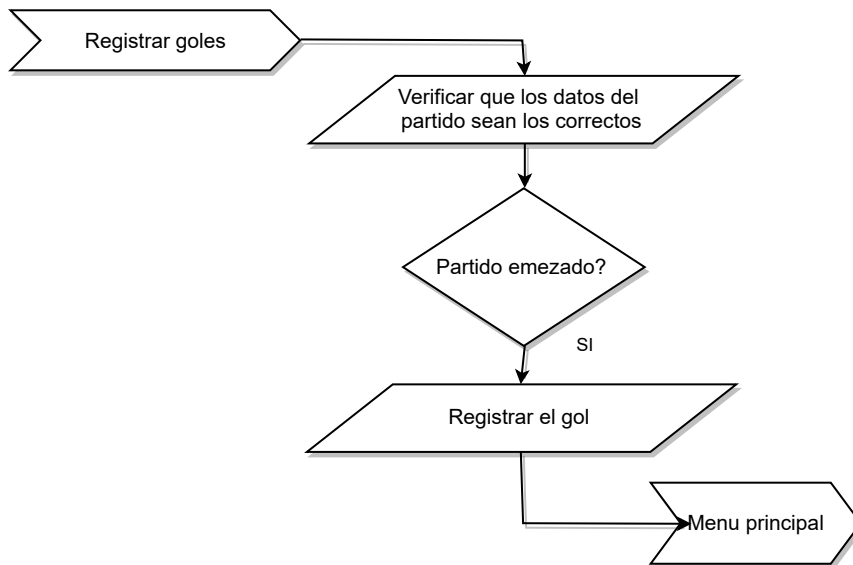 Registrar goles
Verificar que los datos del
partido sean los correctos
Partido emezado?
SI
Registrar el gol
Menu principal